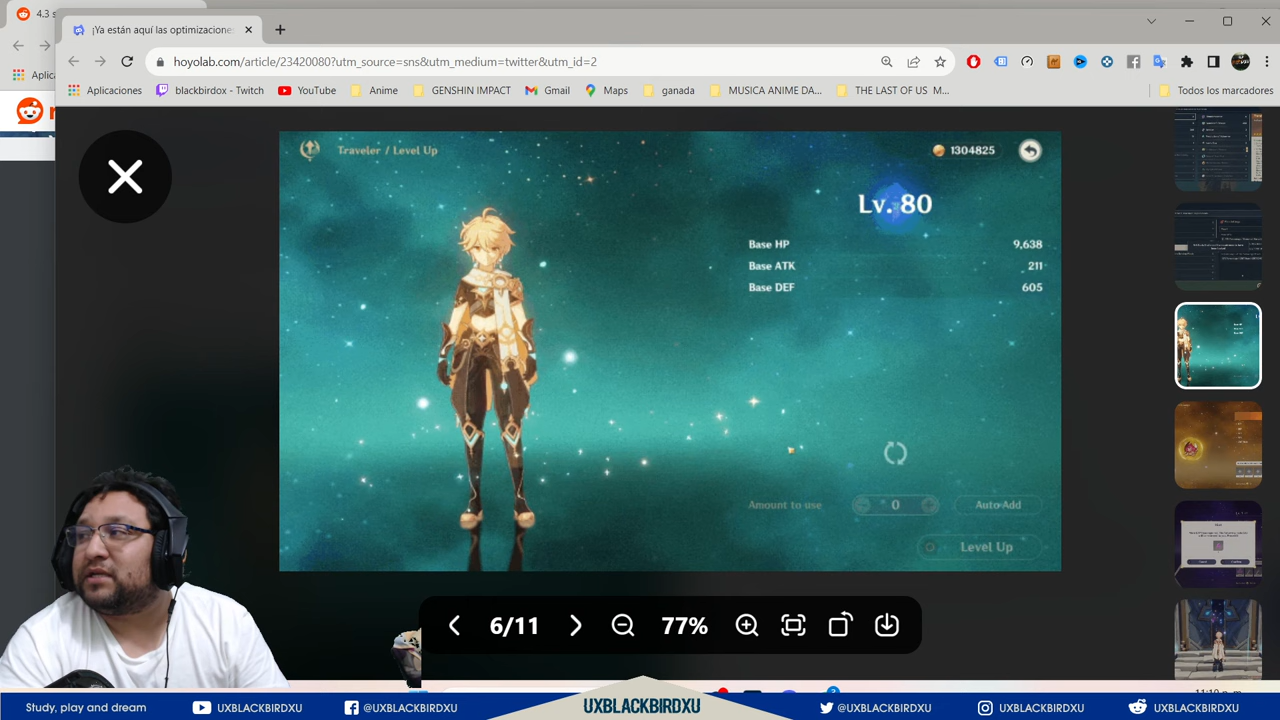 4.3 s
¡Ya están aquí las optimizacione
hoyolab.com/article/23420080?utm_source=sns&utm_medium=twitter&utm_id=2
Aplica
Aplicaciones
blackbirdox - Twitch
YouTube
Anime
GENSHIN IMPACT
Gmail
Maps
ganada
MUSICA ANIME DA...
THE LAST OF US M...
Todos los marcadores
Traveler / Level Up
1304825
Lv. 80
Base HP 9,638
Base ATK 211
Base DEF 605
Amount to use 0 Auto Add
Level Up
6/11
77%
Study, play and dream
UXBLACKBIRDXU
@UXBLACKBIRDXU
UXBLACKBIRDXU
@UXBLACKBIRDXU
UXBLACKBIRDXU
UXBLACKBIRDXU